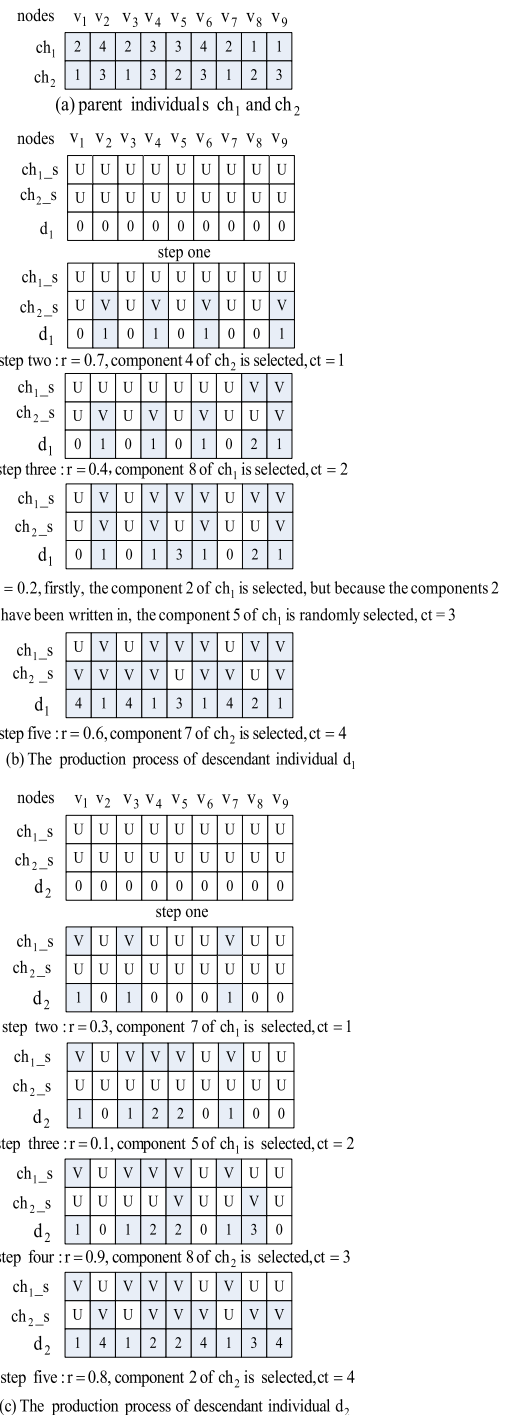 nodes v1 v2 v3 v4 v5 v6 v7 v8 v9
ch1 2 4 2 3 3 4 2 1 1
ch2 1 3 1 3 2 3 1 2 3
(a) parent individuals ch1 and ch2
nodes v1 v2 v3 v4 v5 v6 v7 v8 v9
ch1_s U U U U U U U U U
ch2_s U U U U U U U U U
d1 0 0 0 0 0 0 0 0 0
step one
ch1_s U U U U U U U U U
ch2_s U V U V U V U U V
d1 0 1 0 1 0 1 0 0 1
step two : r = 0.7, component 4 of ch2 is selected, ct = 1
ch1_s U U U U U U U V V
ch2_s U V U V U V U U V
d1 0 1 0 1 0 1 0 2 1
step three : r = 0.4, component 8 of ch1 is selected, ct = 2
ch1_s U V U V V V U V V
ch2_s U V U V U V U U V
d1 0 1 0 1 3 1 0 2 1
= 0.2, firstly, the component 2 of ch1 is selected, but because the components 2
have been written in, the component 5 of ch1 is randomly selected, ct = 3
ch1_s U V U V V V U V V
ch2_s V V V V U V V U V
d1 4 1 4 1 3 1 4 2 1
step five : r = 0.6, component 7 of ch2 is selected, ct = 4
(b) The production process of descendant individual d1
nodes v1 v2 v3 v4 v5 v6 v7 v8 v9
ch1_s U U U U U U U U U
ch2_s U U U U U U U U U
d2 0 0 0 0 0 0 0 0 0
step one
ch1_s V U V U U U V U U
ch2_s U U U U U U U U U
d2 1 0 1 0 0 0 1 0 0
step two : r = 0.3, component 7 of ch1 is selected, ct = 1
ch1_s V U V V V U V U U
ch2_s U U U U U U U U U
d2 1 0 1 2 2 0 1 0 0
step three : r = 0.1, component 5 of ch1 is selected, ct = 2
ch1_s V U V V V U V U U
ch2_s U U U U V U U V U
d2 1 0 1 2 2 0 1 3 0
step four : r = 0.9, component 8 of ch2 is selected, ct = 3
ch1_s V U V V V U V U U
ch2_s U V U V V V U V V
d2 1 4 1 2 2 4 1 3 4
step five : r = 0.8, component 2 of ch2 is selected, ct = 4
(c) The production process of descendant individual d2